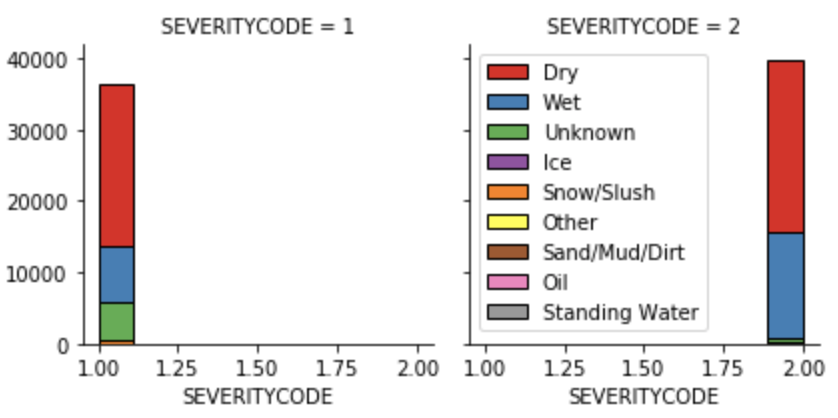 SEVERITYCODE = 1
SEVERITYCODE = 2
40000
30000
20000
10000
0
Dry
Wet
Unknown
Ice
Snow/Slush
Other
Sand/Mud/Dirt
Oil
Standing Water
1.00 1.25 1.50 1.75 2.00
1.00 1.25 1.50 1.75 2.00
SEVERITYCODE
SEVERITYCODE